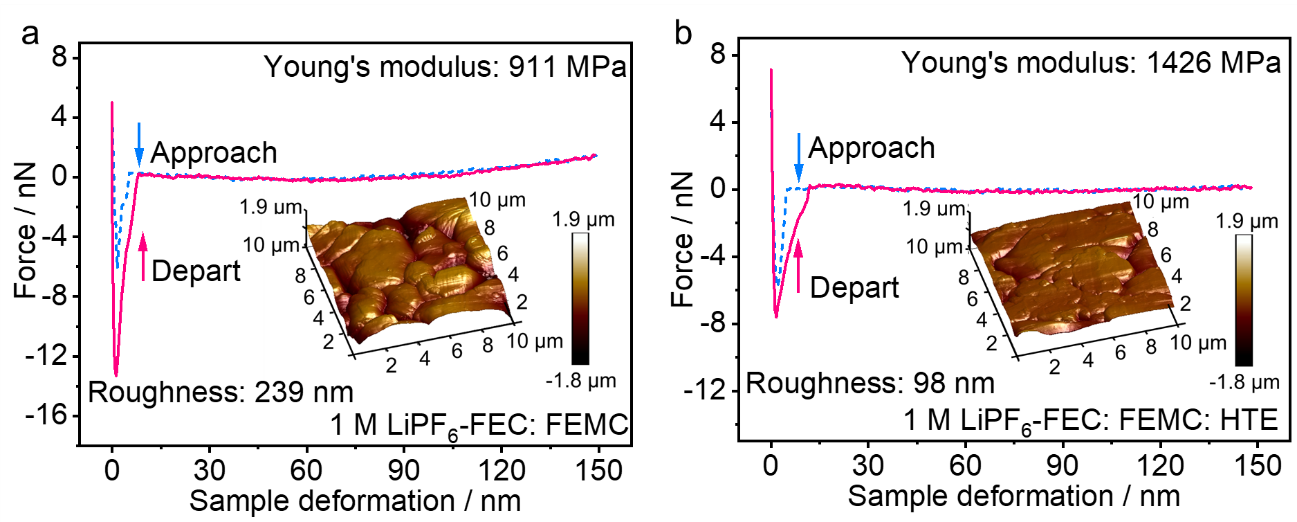 a
Young's modulus: 911 MPa
8
4
0
-4
-8
-12
-16
Force / nN
Approach
Depart
1.9 μm
10 μm
8
6
4
2
2
4
6
8
10 μm
2
4
6
8
10 μm
1.9 μm
-1.8 μm
Roughness: 239 nm
1 M LiPF₆-FEC: FEMC
0 30 60 90 120 150
Sample deformation / nm
b
Young's modulus: 1426 MPa
8
4
0
-4
-8
-12
Force / nN
Approach
Depart
1.9 μm
10 μm
8
6
4
2
2
4
6
8
10 μm
2
4
6
8
10 μm
1.9 μm
-1.8 μm
Roughness: 98 nm
1 M LiPF₆-FEC: FEMC: HTE
0 30 60 90 120 150
Sample deformation / nm